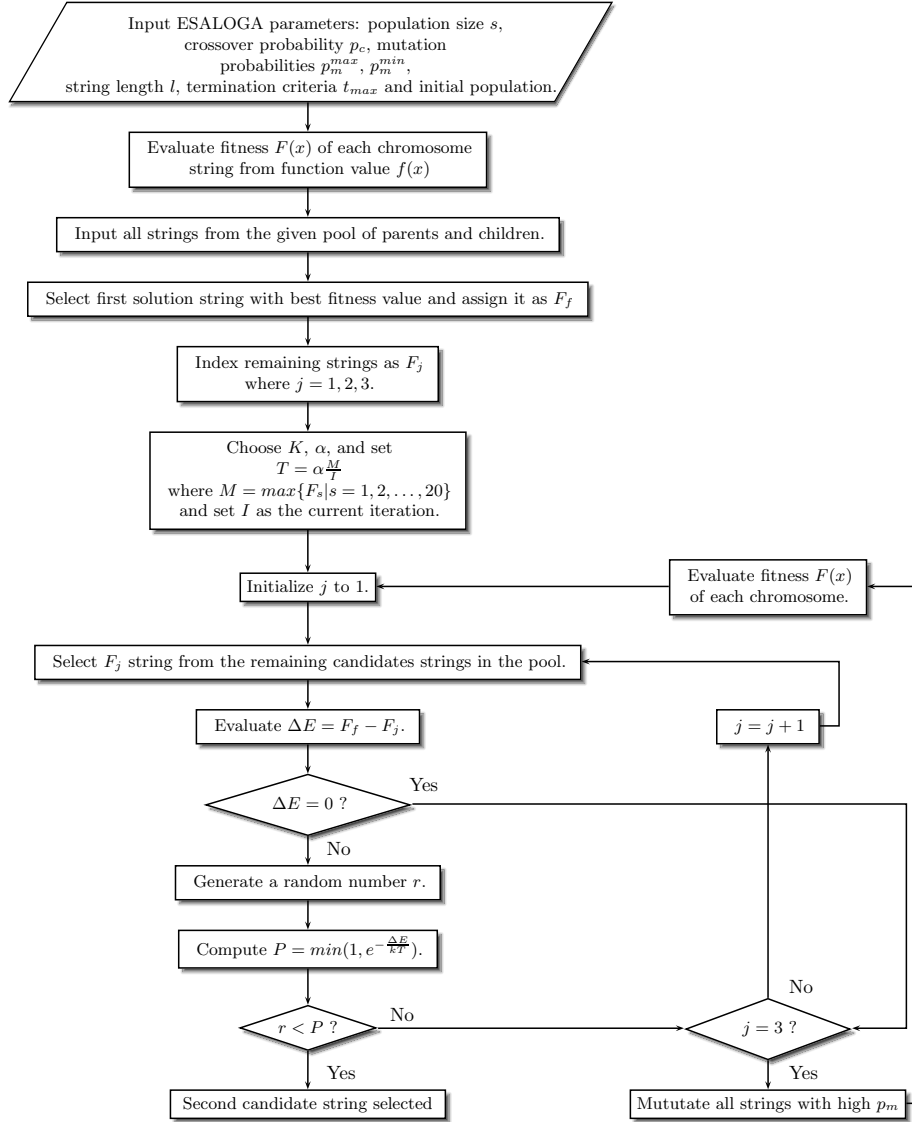 Input ESALOGA parameters: population size s,
crossover probability p_c, mutation
probabilities p_m^{max}, p_m^{min},
string length l, termination criteria t_{max} and initial population.
Evaluate fitness F(x) of each chromosome
string from function value f(x)
Input all strings from the given pool of parents and children.
Select first solution string with best fitness value and assign it as F_f
Index remaining strings as F_j
where j = 1, 2, 3.
Choose K, α, and set
T = α\frac{M}{I}
where M = max{F_s|s = 1, 2, . . . , 20}
and set I as the current iteration.
Initialize j to 1.
Evaluate fitness F(x)
of each chromosome.
Select F_j string from the remaining candidates strings in the pool.
Evaluate ΔE = F_f − F_j.
j = j + 1
ΔE = 0 ?
Yes
No
Generate a random number r.
Compute P = min(1, e^{-\frac{ΔE}{kT}}).
r < P ?
No
Yes
j = 3 ?
No
Yes
Second candidate string selected
Mututate all strings with high p_m